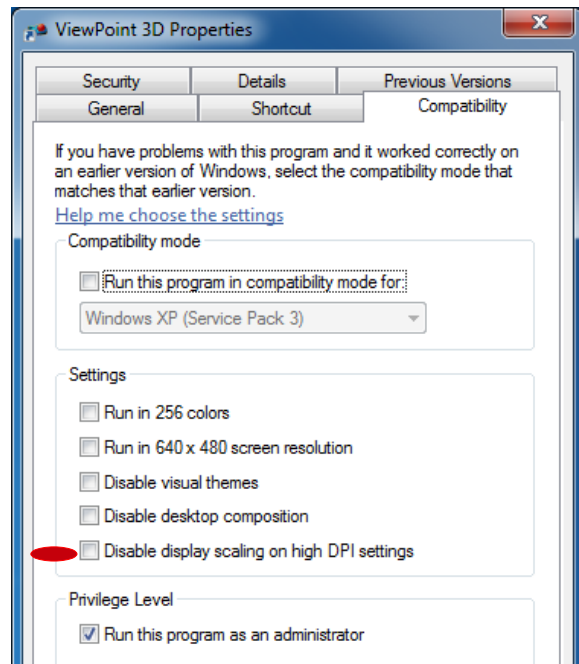 ViewPoint 3D Properties
Security Details Previous Versions
General Shortcut Compatibility
If you have problems with this program and it worked correctly on
an earlier version of Windows, select the compatibility mode that
matches that earlier version.
Help me choose the settings
Compatibility mode
Run this program in compatibility mode for:
Windows XP (Service Pack 3)
Settings
Run in 256 colors
Run in 640 x 480 screen resolution
Disable visual themes
Disable desktop composition
Disable display scaling on high DPI settings
Privilege Level
Run this program as an administrator